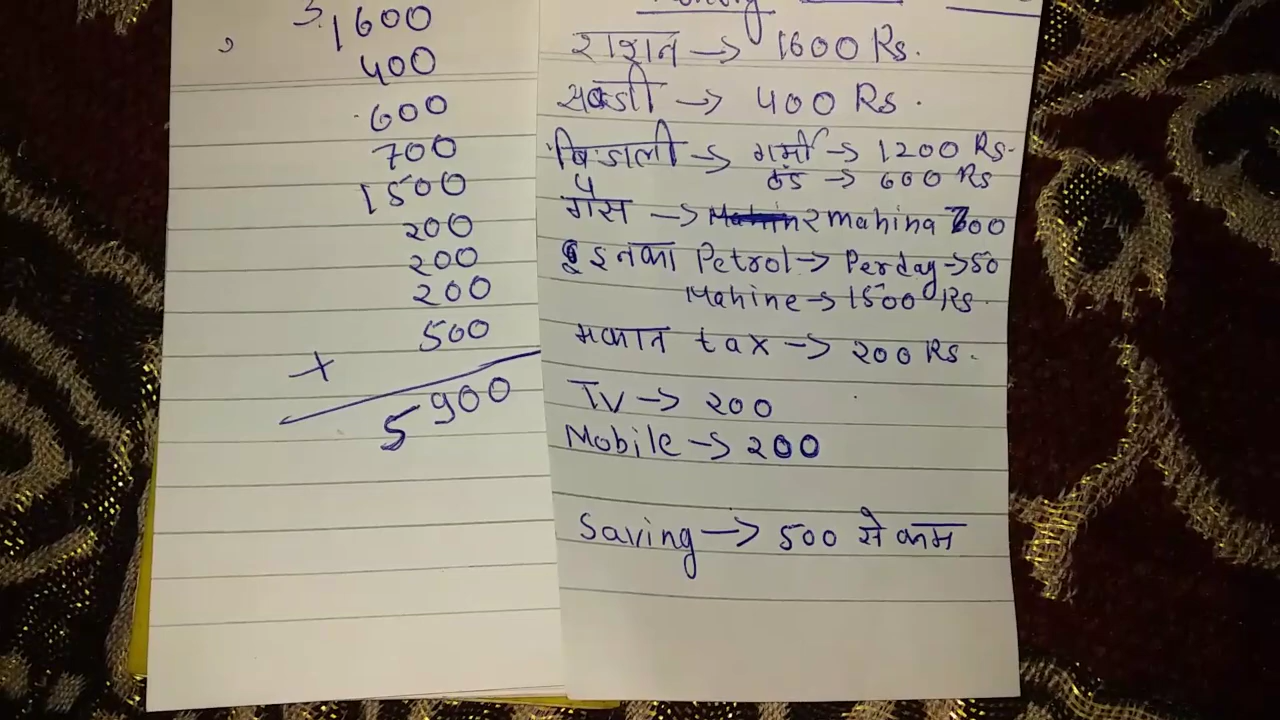 1600
400
600
700
1500
200
200
200
500
+
5900
राशन → 1600 Rs.
सब्जी → 400 Rs.
बिजली → गर्मी → 1200 Rs.
ठंड → 600 Rs
गैस → 2 mahina 700
इनका Petrol → Perday → 50
Mahine → 1500 Rs.
मकान tax → 200 Rs.
TV → 200
Mobile → 200
Saving → 500 से कम